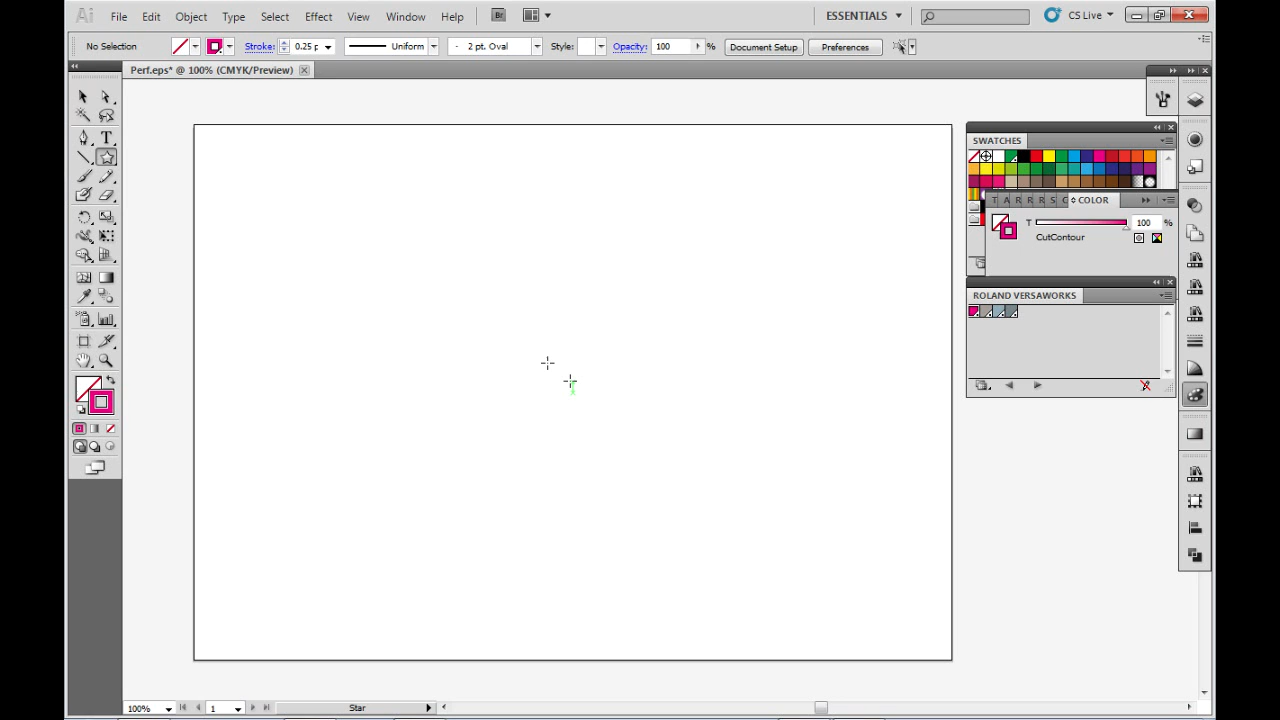 Ai File Edit Object Type Select Effect View Window Help Br ESSENTIALS CS Live
No Selection Stroke: 0.25 p Uniform 2 pt. Oval Style: Opacity: 100 % Document Setup Preferences
Perf.eps* @ 100% (CMYK/Preview)
SWATCHES
T A R R R S C COLOR
T 100 %
CutContour
ROLAND VERSAWORKS
100% 1 Star